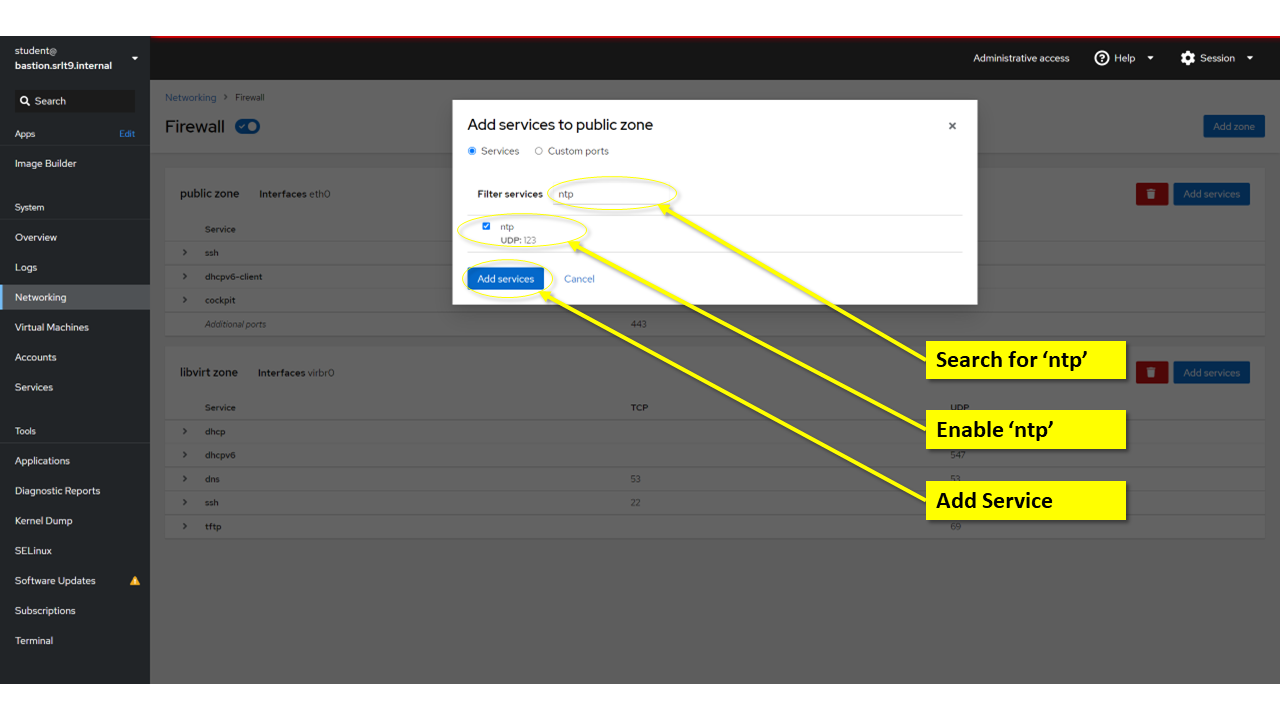 student@
bastion.srlt9.internal
Administrative access
Help
Session
Search
Apps Edit
Image Builder
System
Overview
Logs
Networking
Virtual Machines
Accounts
Services
Tools
Applications
Diagnostic Reports
Kernel Dump
SELinux
Software Updates
Subscriptions
Terminal
Networking > Firewall
Firewall
Add zone
public zone Interfaces eth0
Add services
Service
ssh
dhcpv6-client
cockpit
Additional ports 443
libvirt zone Interfaces virbr0
Add services
Service TCP UDP
dhcp
dhcpv6 547
dns 53 53
ssh 22
tftp 69
Add services to public zone
Services Custom ports
Filter services ntp
ntp
UDP: 123
Add services Cancel
Search for ‘ntp’
Enable ‘ntp’
Add Service